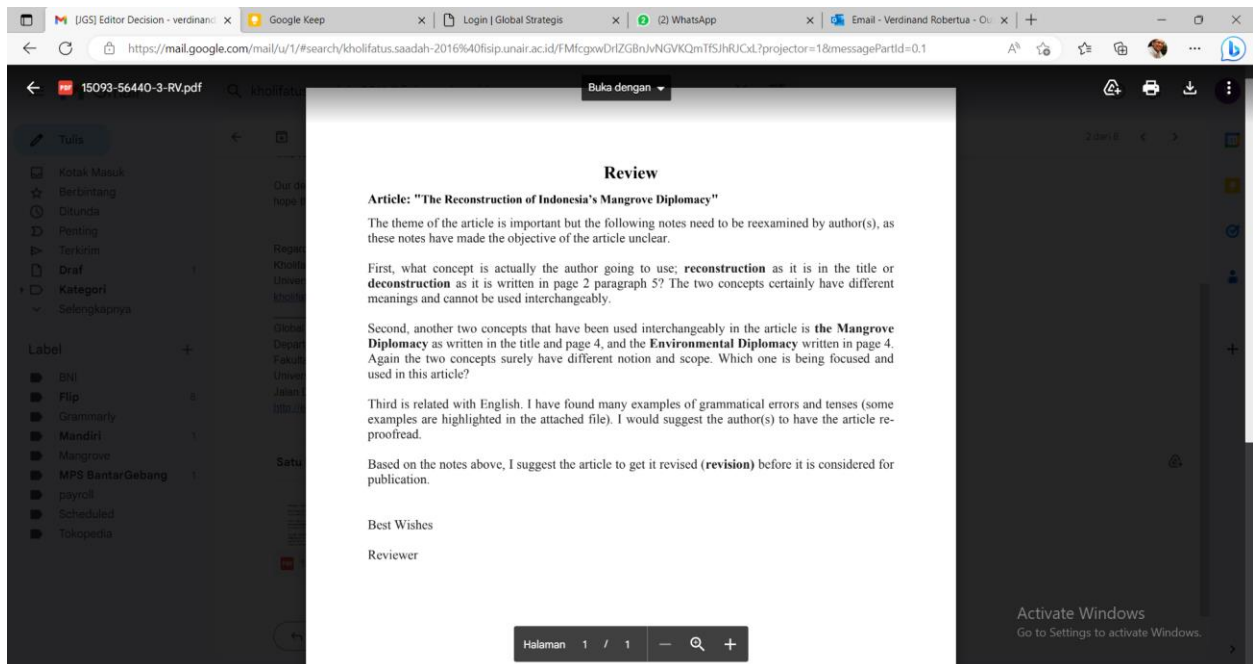 [JGS] Editor Decision - verdinand
Google Keep
Login | Global Strategis
(2) WhatsApp
Email - Verdinand Robertua - Ou
https://mail.google.com/mail/u/1/#search/kholifatus.saadah-2016%40fisip.unair.ac.id/FMfcgxwDrlZGBnJvNGVKQmTfSJhRJCxL?projector=1&messagePartId=0.1
15093-56440-3-RV.pdf
Buka dengan
Tulis
Kotak Masuk
Berbintang
Ditunda
Penting
Terkirim
Draf 1
Kategori
Selengkapnya
Label
BNI
Flip 8
Grammarly
Mandiri 1
Mangrove
MPS BantarGebang 1
payroll
Scheduled
Tokopedia
Satu
2 dari 8
Review
Article: "The Reconstruction of Indonesia's Mangrove Diplomacy"
The theme of the article is important but the following notes need to be reexamined by author(s), as
these notes have made the objective of the article unclear.
First, what concept is actually the author going to use; reconstruction as it is in the title or
deconstruction as it is written in page 2 paragraph 5? The two concepts certainly have different
meanings and cannot be used interchangeably.
Second, another two concepts that have been used interchangeably in the article is the Mangrove
Diplomacy as written in the title and page 4, and the Environmental Diplomacy written in page 4.
Again the two concepts surely have different notion and scope. Which one is being focused and
used in this article?
Third is related with English. I have found many examples of grammatical errors and tenses (some
examples are highlighted in the attached file). I would suggest the author(s) to have the article re-
proofread.
Based on the notes above, I suggest the article to get it revised (revision) before it is considered for
publication.
Best Wishes
Reviewer
Halaman 1 / 1
Activate Windows
Go to Settings to activate Windows.